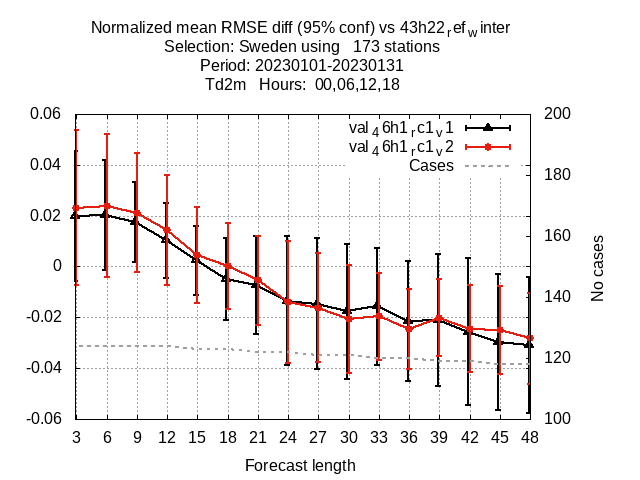 Normalized mean RMSE diff (95% conf) vs 43h22refwinter
Selection: Sweden using 173 stations
Period: 20230101-20230131
Td2m Hours: 00,06,12,18
val46h1rc1v1
val46h1rc1v2
Cases
0.06
0.04
0.02
0
-0.02
-0.04
-0.06
200
180
160
140
120
100
No cases
3 6 9 12 15 18 21 24 27 30 33 36 39 42 45 48
Forecast length